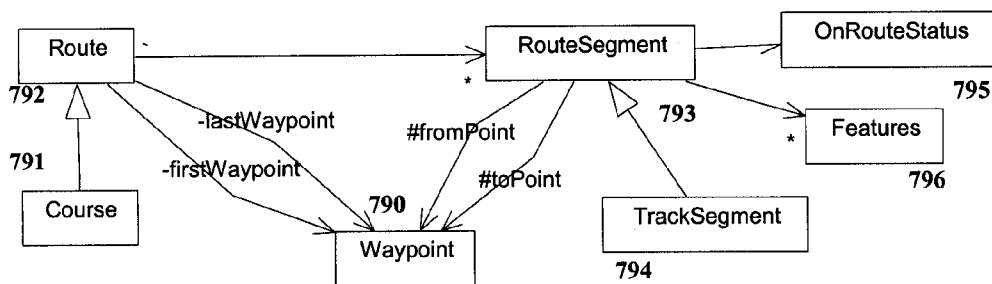 Route
RouteSegment
OnRouteStatus
792
*
795
-lastWaypoint
#fromPoint
793
*
Features
791
-firstWaypoint
#toPoint
796
Course
790
TrackSegment
Waypoint
794